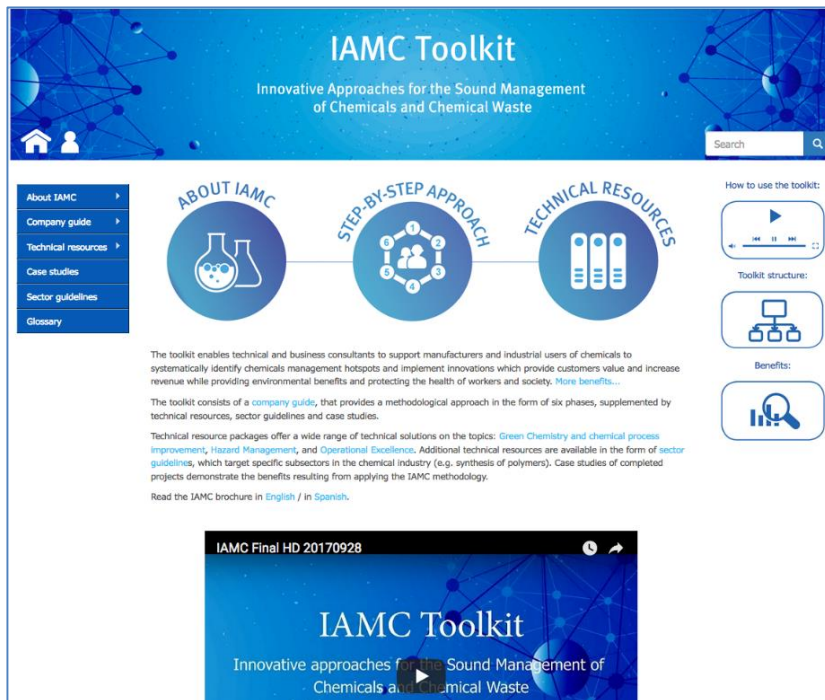 IAMC Toolkit
Innovative Approaches for the Sound Management
of Chemicals and Chemical Waste
Search
About IAMC
Company guide
Technical resources
Case studies
Sector guidelines
Glossary
ABOUT IAMC
STEP-BY-STEP APPROACH
1
2
3
4
5
6
TECHNICAL RESOURCES
How to use the toolkit:
Toolkit structure:
Benefits:
The toolkit enables technical and business consultants to support manufacturers and industrial users of chemicals to
systematically identify chemicals management hotspots and implement innovations which provide customers value and increase
revenue while providing environmental benefits and protecting the health of workers and society. More benefits...
The toolkit consists of a company guide, that provides a methodological approach in the form of six phases, supplemented by
technical resources, sector guidelines and case studies.
Technical resource packages offer a wide range of technical solutions on the topics: Green Chemistry and chemical process
improvement, Hazard Management, and Operational Excellence. Additional technical resources are available in the form of sector
guidelines, which target specific subsectors in the chemical industry (e.g. synthesis of polymers). Case studies of completed
projects demonstrate the benefits resulting from applying the IAMC methodology.
Read the IAMC brochure in English / in Spanish.
IAMC Final HD 20170928
IAMC Toolkit
Innovative approaches for the Sound Management of
Chemicals and Chemical Waste